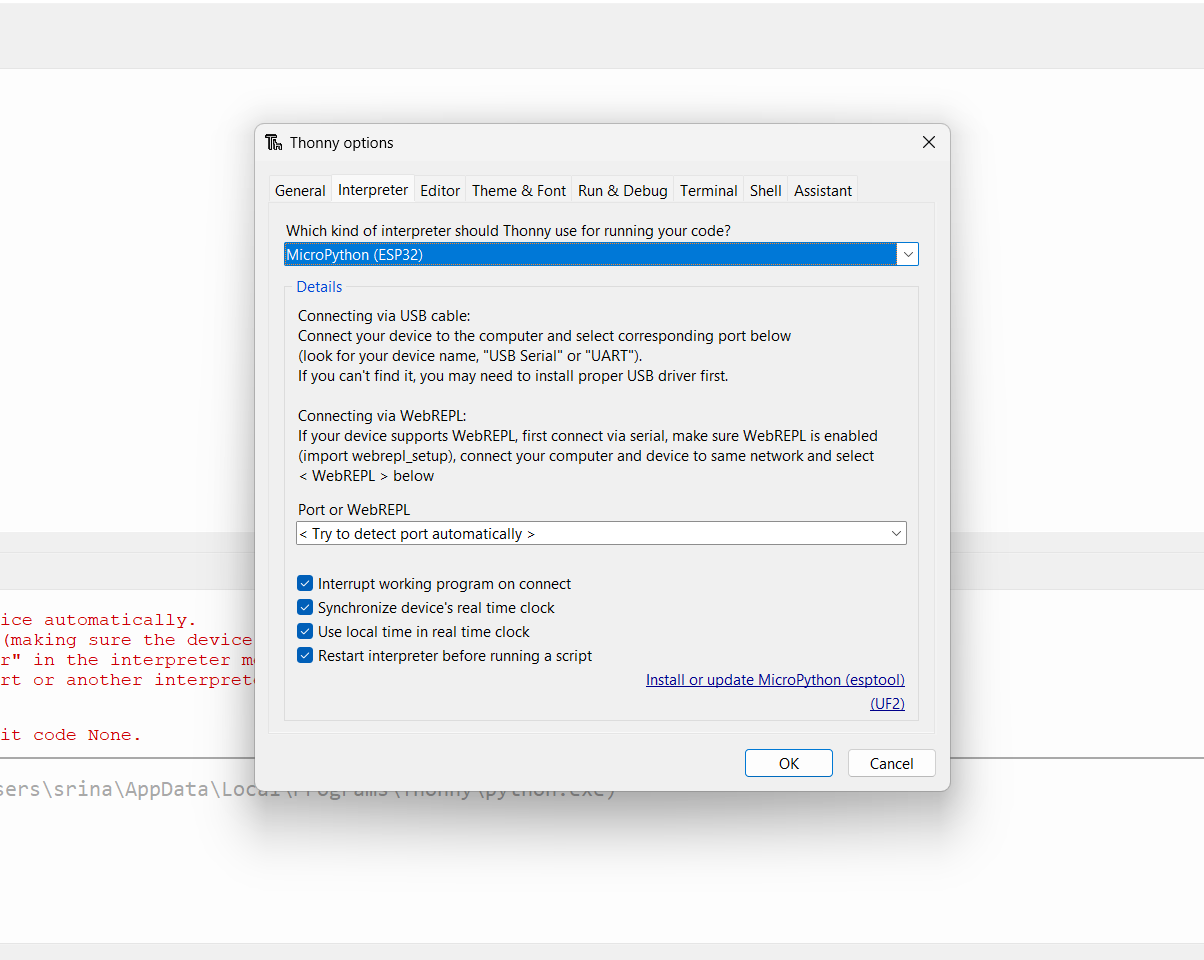 Thonny options
General Interpreter Editor Theme & Font Run & Debug Terminal Shell Assistant
Which kind of interpreter should Thonny use for running your code?
MicroPython (ESP32)
Details
Connecting via USB cable:
Connect your device to the computer and select corresponding port below
(look for your device name, "USB Serial" or "UART").
If you can't find it, you may need to install proper USB driver first.
Connecting via WebREPL:
If your device supports WebREPL, first connect via serial, make sure WebREPL is enabled
(import webrepl_setup), connect your computer and device to same network and select
< WebREPL > below
Port or WebREPL
< Try to detect port automatically >
Interrupt working program on connect
Synchronize device's real time clock
Use local time in real time clock
Restart interpreter before running a script
Install or update MicroPython (esptool)
(UF2)
OK Cancel
ice automatically.
(making sure the device
r" in the interpreter m
rt or another interpret
it code None.
sers\srina\AppData\Local\Programs\Thonny\python.exe)